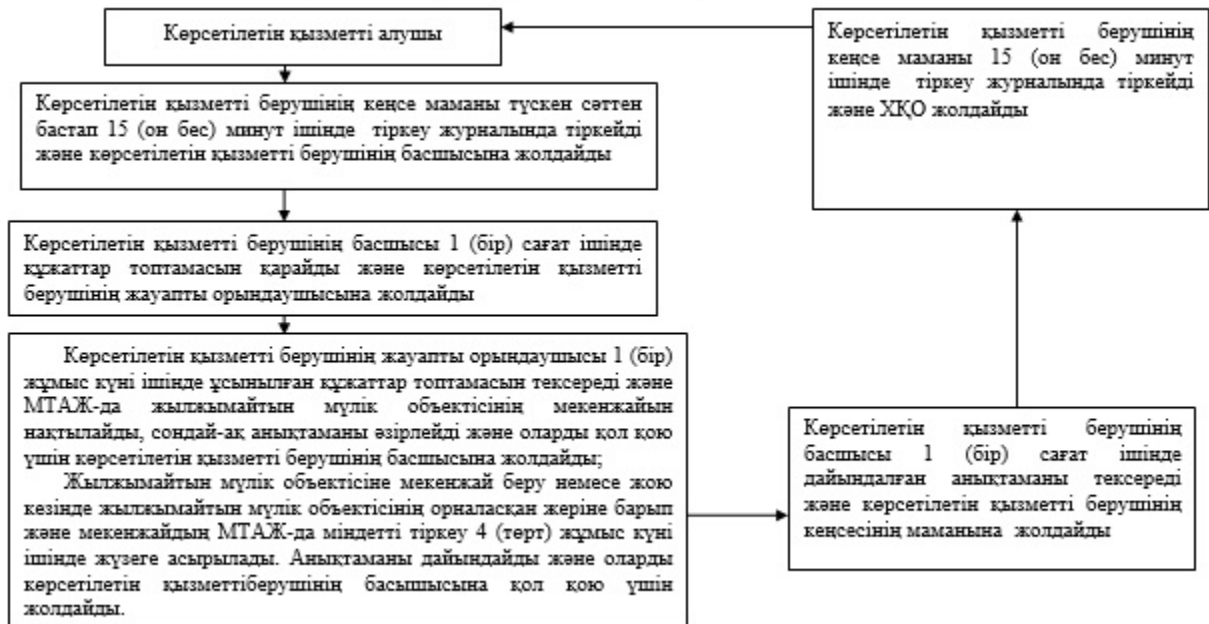 Көрсетілетін қызметті алушы
Көрсетілетін қызметті берушінің кеңсе маманы түскен сәттен
бастап 15 (он бес) минут ішінде тіркеу журналында тіркейді
және көрсетілетін қызметті берушінің басшысына жолдайды
Көрсетілетін қызметті берушінің басшысы 1 (бір) сағат ішінде
құжаттар топтамасын қарайды және көрсетілетін қызметті
берушінің жауапты орындаушысына жолдайды
Көрсетілетін қызметті берушінің жауапты орындаушысы 1 (бір)
жұмыс күні ішінде ұсынылған құжаттар топтамасын тексереді және
МТАЖ-да жылжымайтын мүлік объектісінің мекенжайын
нақтылайды, сондай-ақ анықтаманы әзірлейді және оларды қол қою
үшін көрсетілетін қызметті берушінің басшысына жолдайды;
Жылжымайтын мүлік объектісіне мекенжай беру немесе жою
кезінде жылжымайтын мүлік объектісінің орналасқан жеріне барып
және мекенжайдың МТАЖ-да міндетті тіркеу 4 (төрт) жұмыс күні
ішінде жүзеге асырылады. Анықтаманы дайындайды және оларды
көрсетілетін қызметтіберушінің басышысына қол қою үшін
жолдайды.
Көрсетілетін қызметті берушінің
басшысы 1 (бір) сағат ішінде
дайындалған анықтаманы тексереді
және көрсетілетін қызметті берушінің
кеңсесінің маманына жолдайды
Көрсетілетін қызметті берушінің
кеңсе маманы 15 (он бес) минут
ішінде тіркеу журналында тіркейді
және ХҚО жолдайды